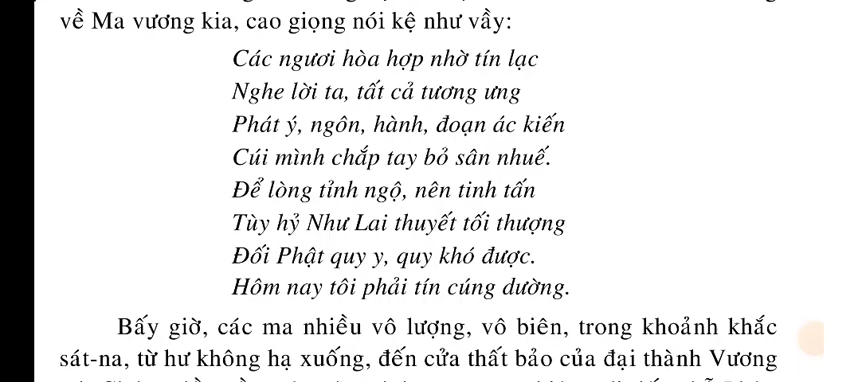 về Ma vương kia, cao giọng nói kệ như vầy:
Các ngươi hòa hợp nhờ tín lạc
Nghe lời ta, tất cả tương ưng
Phát ý, ngôn, hành, đoạn ác kiến
Cúi mình chắp tay bỏ sân nhuế.
Để lòng tỉnh ngộ, nên tinh tấn
Tùy hỷ Như Lai thuyết tối thượng
Đối Phật quy y, quy khó được.
Hôm nay tôi phải tín cúng dường.
Bấy giờ, các ma nhiều vô lượng, vô biên, trong khoảnh khắc
sát-na, từ hư không hạ xuống, đến cửa thất bảo của đại thành Vương